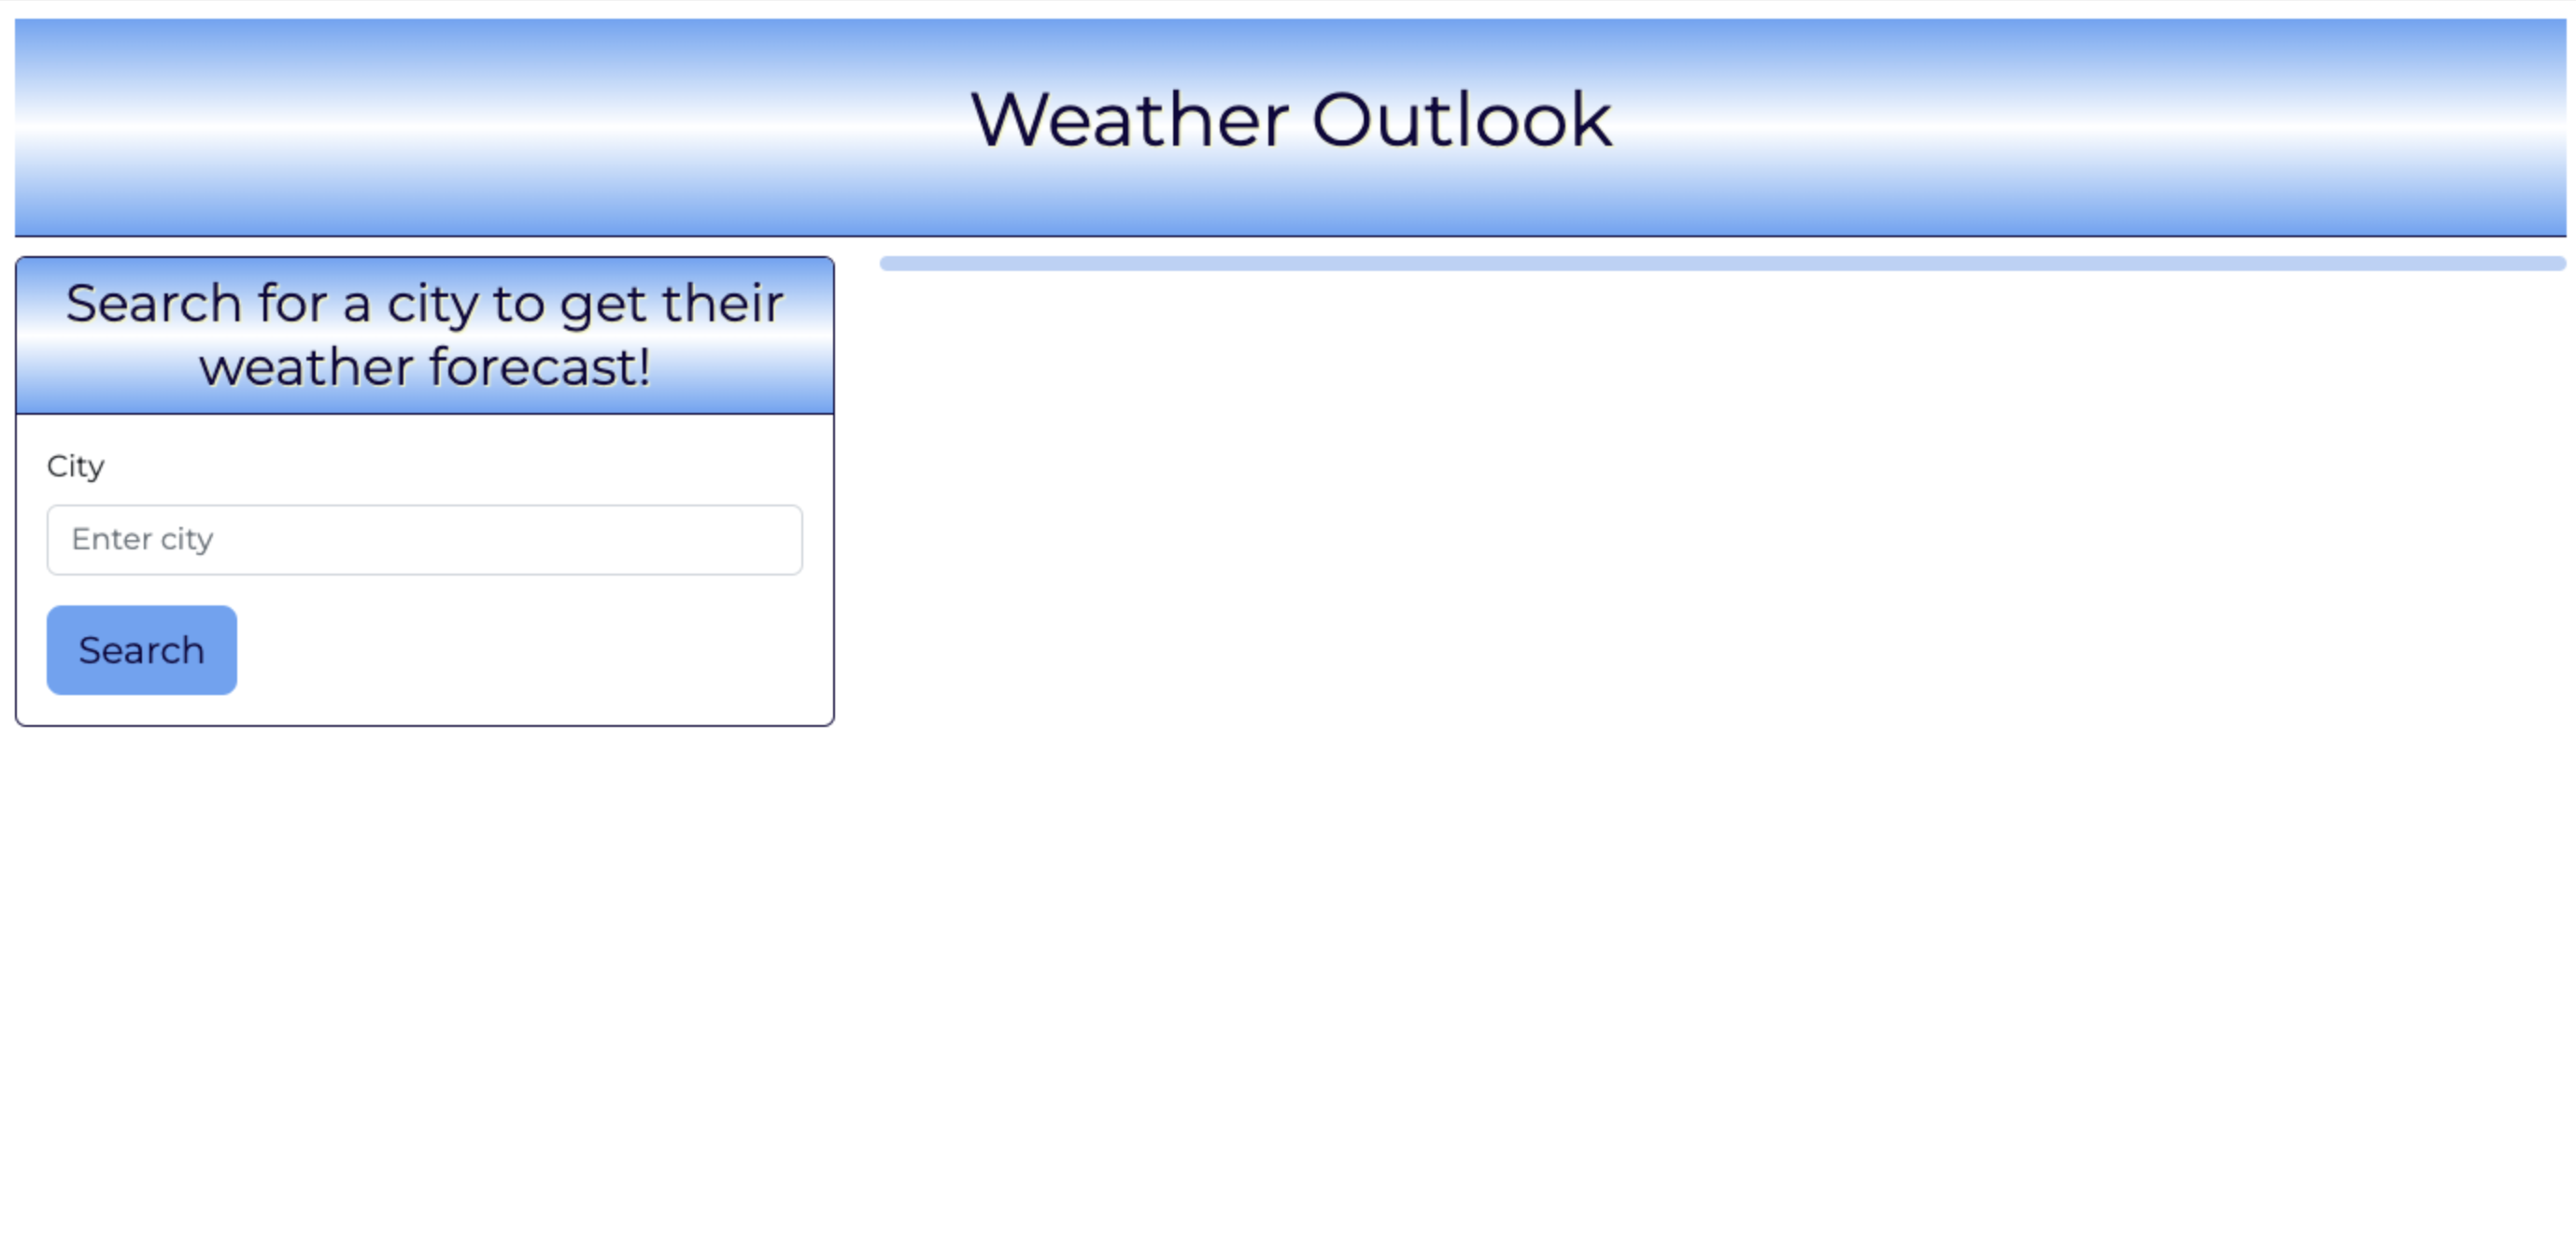 Weather Outlook
Search for a city to get their
weather forecast!
City
Enter city
Search